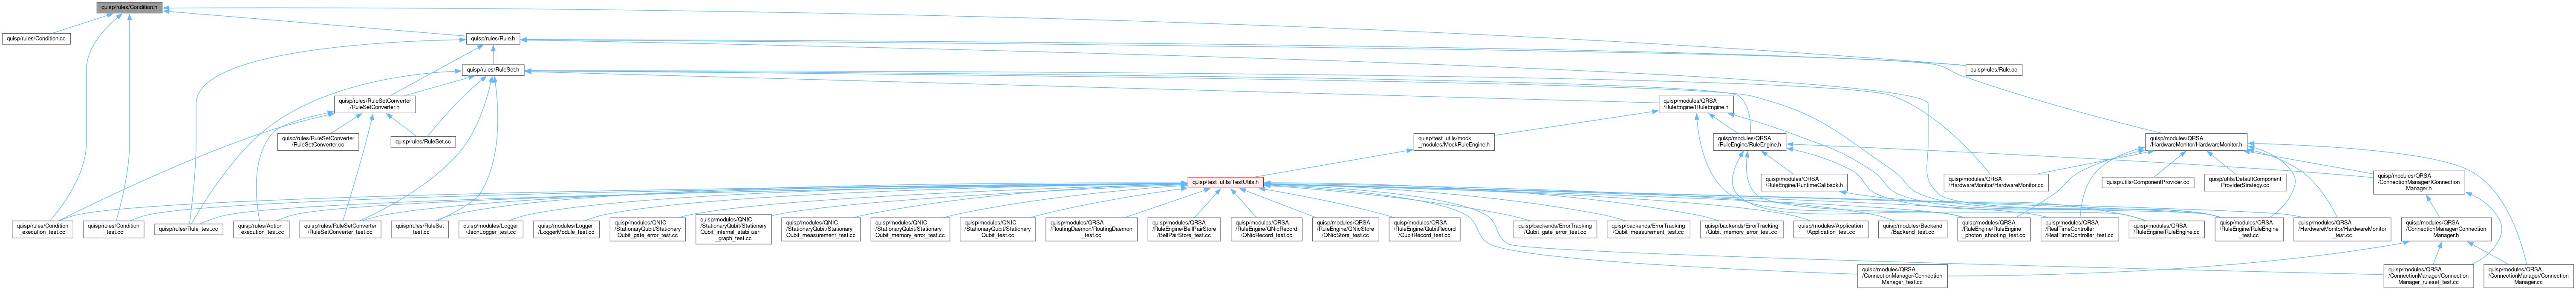 quisp/rules/Condition.h
quisp/rules/Condition.cc
quisp/rules/Rule.h
quisp/rules/RuleSet.h
quisp/rules/Rule.cc
quisp/rules/RuleSetConverter
/RuleSetConverter.h
quisp/modules/QRSA
/RuleEngine/IRuleEngine.h
quisp/rules/RuleSetConverter
/RuleSetConverter.cc
quisp/rules/RuleSet.cc
quisp/test_utils/mock
_modules/MockRuleEngine.h
quisp/modules/QRSA
/RuleEngine/RuleEngine.h
quisp/modules/QRSA
/HardwareMonitor/HardwareMonitor.h
quisp/test_utils/TestUtils.h
quisp/modules/QRSA
/RuleEngine/RuntimeCallback.h
quisp/modules/QRSA
/HardwareMonitor/HardwareMonitor.cc
quisp/utils/ComponentProvider.cc
quisp/utils/DefaultComponent
ProviderStrategy.cc
quisp/modules/QRSA
/ConnectionManager/IConnection
Manager.h
quisp/rules/Condition
_execution_test.cc
quisp/rules/Condition
_test.cc
quisp/rules/Rule_test.cc
quisp/rules/Action
_execution_test.cc
quisp/rules/RuleSetConverter
/RuleSetConverter_test.cc
quisp/rules/RuleSet
_test.cc
quisp/modules/Logger
/JsonLogger_test.cc
quisp/modules/Logger
/LoggerModule_test.cc
quisp/modules/QNIC
/StationaryQubit/Stationary
Qubit_gate_error_test.cc
quisp/modules/QNIC
/StationaryQubit/Stationary
Qubit_internal_stabilizer
_graph_test.cc
quisp/modules/QNIC
/StationaryQubit/Stationary
Qubit_measurement_test.cc
quisp/modules/QNIC
/StationaryQubit/Stationary
Qubit_memory_error_test.cc
quisp/modules/QNIC
/StationaryQubit/Stationary
Qubit_test.cc
quisp/modules/QRSA
/RoutingDaemon/RoutingDaemon
_test.cc
quisp/modules/QRSA
/RuleEngine/BellPairStore
/BellPairStore_test.cc
quisp/modules/QRSA
/RuleEngine/QNicRecord
/QNicRecord_test.cc
quisp/modules/QRSA
/RuleEngine/QNicStore
/QNicStore_test.cc
quisp/modules/QRSA
/RuleEngine/QubitRecord
/QubitRecord_test.cc
quisp/backends/ErrorTracking
/Qubit_gate_error_test.cc
quisp/backends/ErrorTracking
/Qubit_measurement_test.cc
quisp/backends/ErrorTracking
/Qubit_memory_error_test.cc
quisp/modules/Application
/Application_test.cc
quisp/modules/Backend
/Backend_test.cc
quisp/modules/QRSA
/RuleEngine/RuleEngine
_photon_shooting_test.cc
quisp/modules/QRSA
/RealTimeController
/RealTimeController_test.cc
quisp/modules/QRSA
/RuleEngine/RuleEngine.cc
quisp/modules/QRSA
/RuleEngine/RuleEngine
_test.cc
quisp/modules/QRSA
/HardwareMonitor/HardwareMonitor
_test.cc
quisp/modules/QRSA
/ConnectionManager/Connection
Manager.h
quisp/modules/QRSA
/ConnectionManager/Connection
Manager_test.cc
quisp/modules/QRSA
/ConnectionManager/Connection
Manager_ruleset_test.cc
quisp/modules/QRSA
/ConnectionManager/Connection
Manager.cc